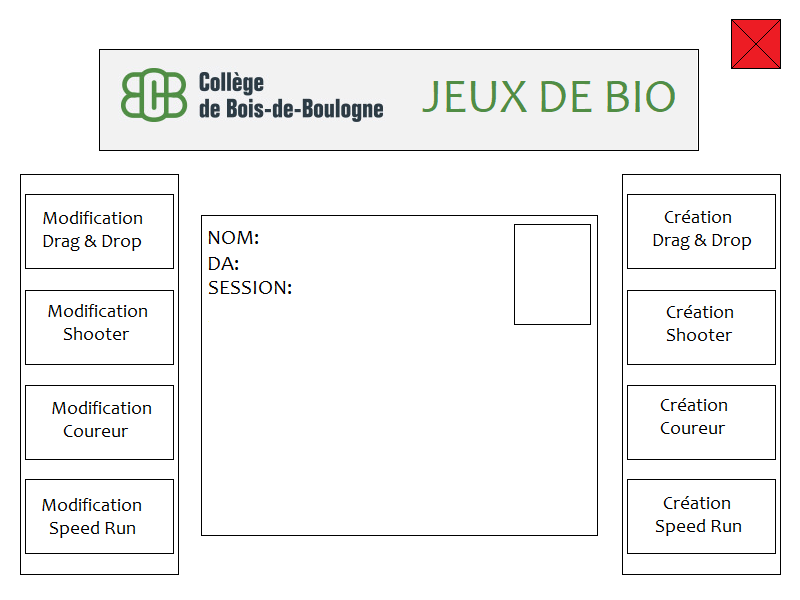 Collège
de Bois-de-Boulogne
JEUX DE BIO
Modification
Drag & Drop
Modification
Shooter
Modification
Coureur
Modification
Speed Run
NOM:
DA:
SESSION:
Création
Drag & Drop
Création
Shooter
Création
Coureur
Création
Speed Run